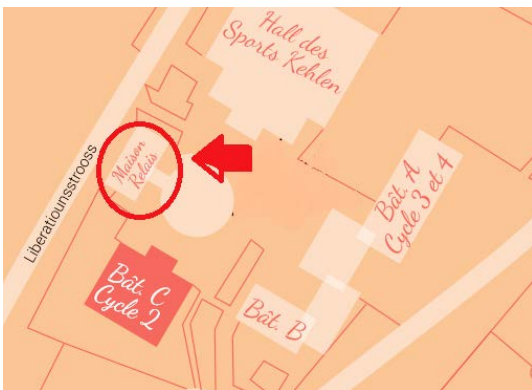 Hall des
Sports Kehlen
Maison
Relais
Liberatiounsstrooss
Bât. A
Cycle 3 et 4
Bât. C
Cycle 2
Bât. B